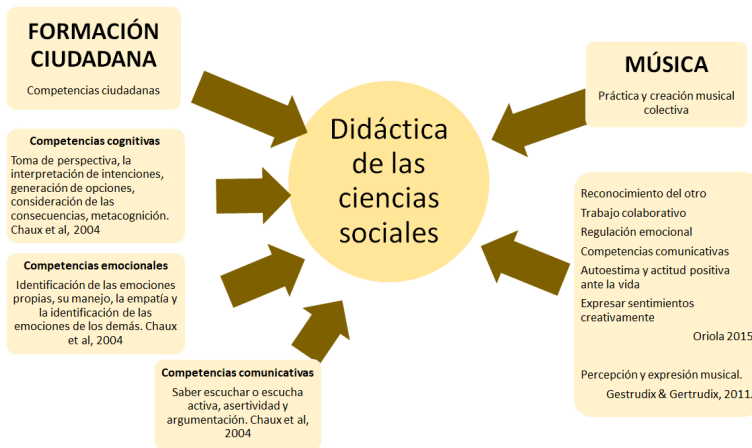 FORMACIÓN
CIUDADANA
Competencias ciudadanas
Competencias cognitivas
Toma de perspectiva, la
interpretación de intenciones,
generación de opciones,
consideración de las
consecuencias, metacognición.
Chaux et al, 2004
Competencias emocionales
Identificación de las emociones
propias, su manejo, la empatía y
la identificación de las
emociones de los demás. Chaux
et al, 2004
Competencias comunicativas
Saber escuchar o escucha
activa, asertividad y
argumentación. Chaux et al,
2004
Didáctica
de las
ciencias
sociales
MÚSICA
Práctica y creación musical
colectiva
Reconocimiento del otro
Trabajo colaborativo
Regulación emocional
Competencias comunicativas
Autoestima y actitud positiva
ante la vida
Expresar sentimientos
creativamente
Oriola 2015
Percepción y expresión musical.
Gestrudix & Gertrudix, 2011.